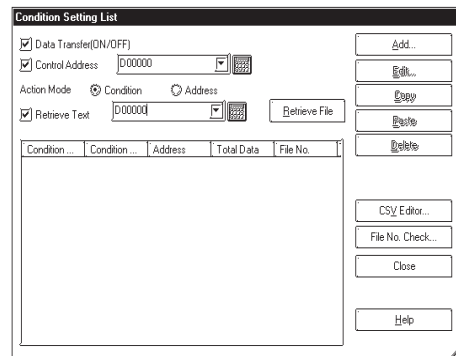 Condition Setting List
Data Transfer(ON/OFF)
Control Address D00000
Action Mode Condition Address
Retrieve Text D00000 Retrieve File
Condition ... Condition ... Address Total Data File No.
Add...
Edit...
Copy
Paste
Delete
CSV Editor...
File No. Check...
Close
Help